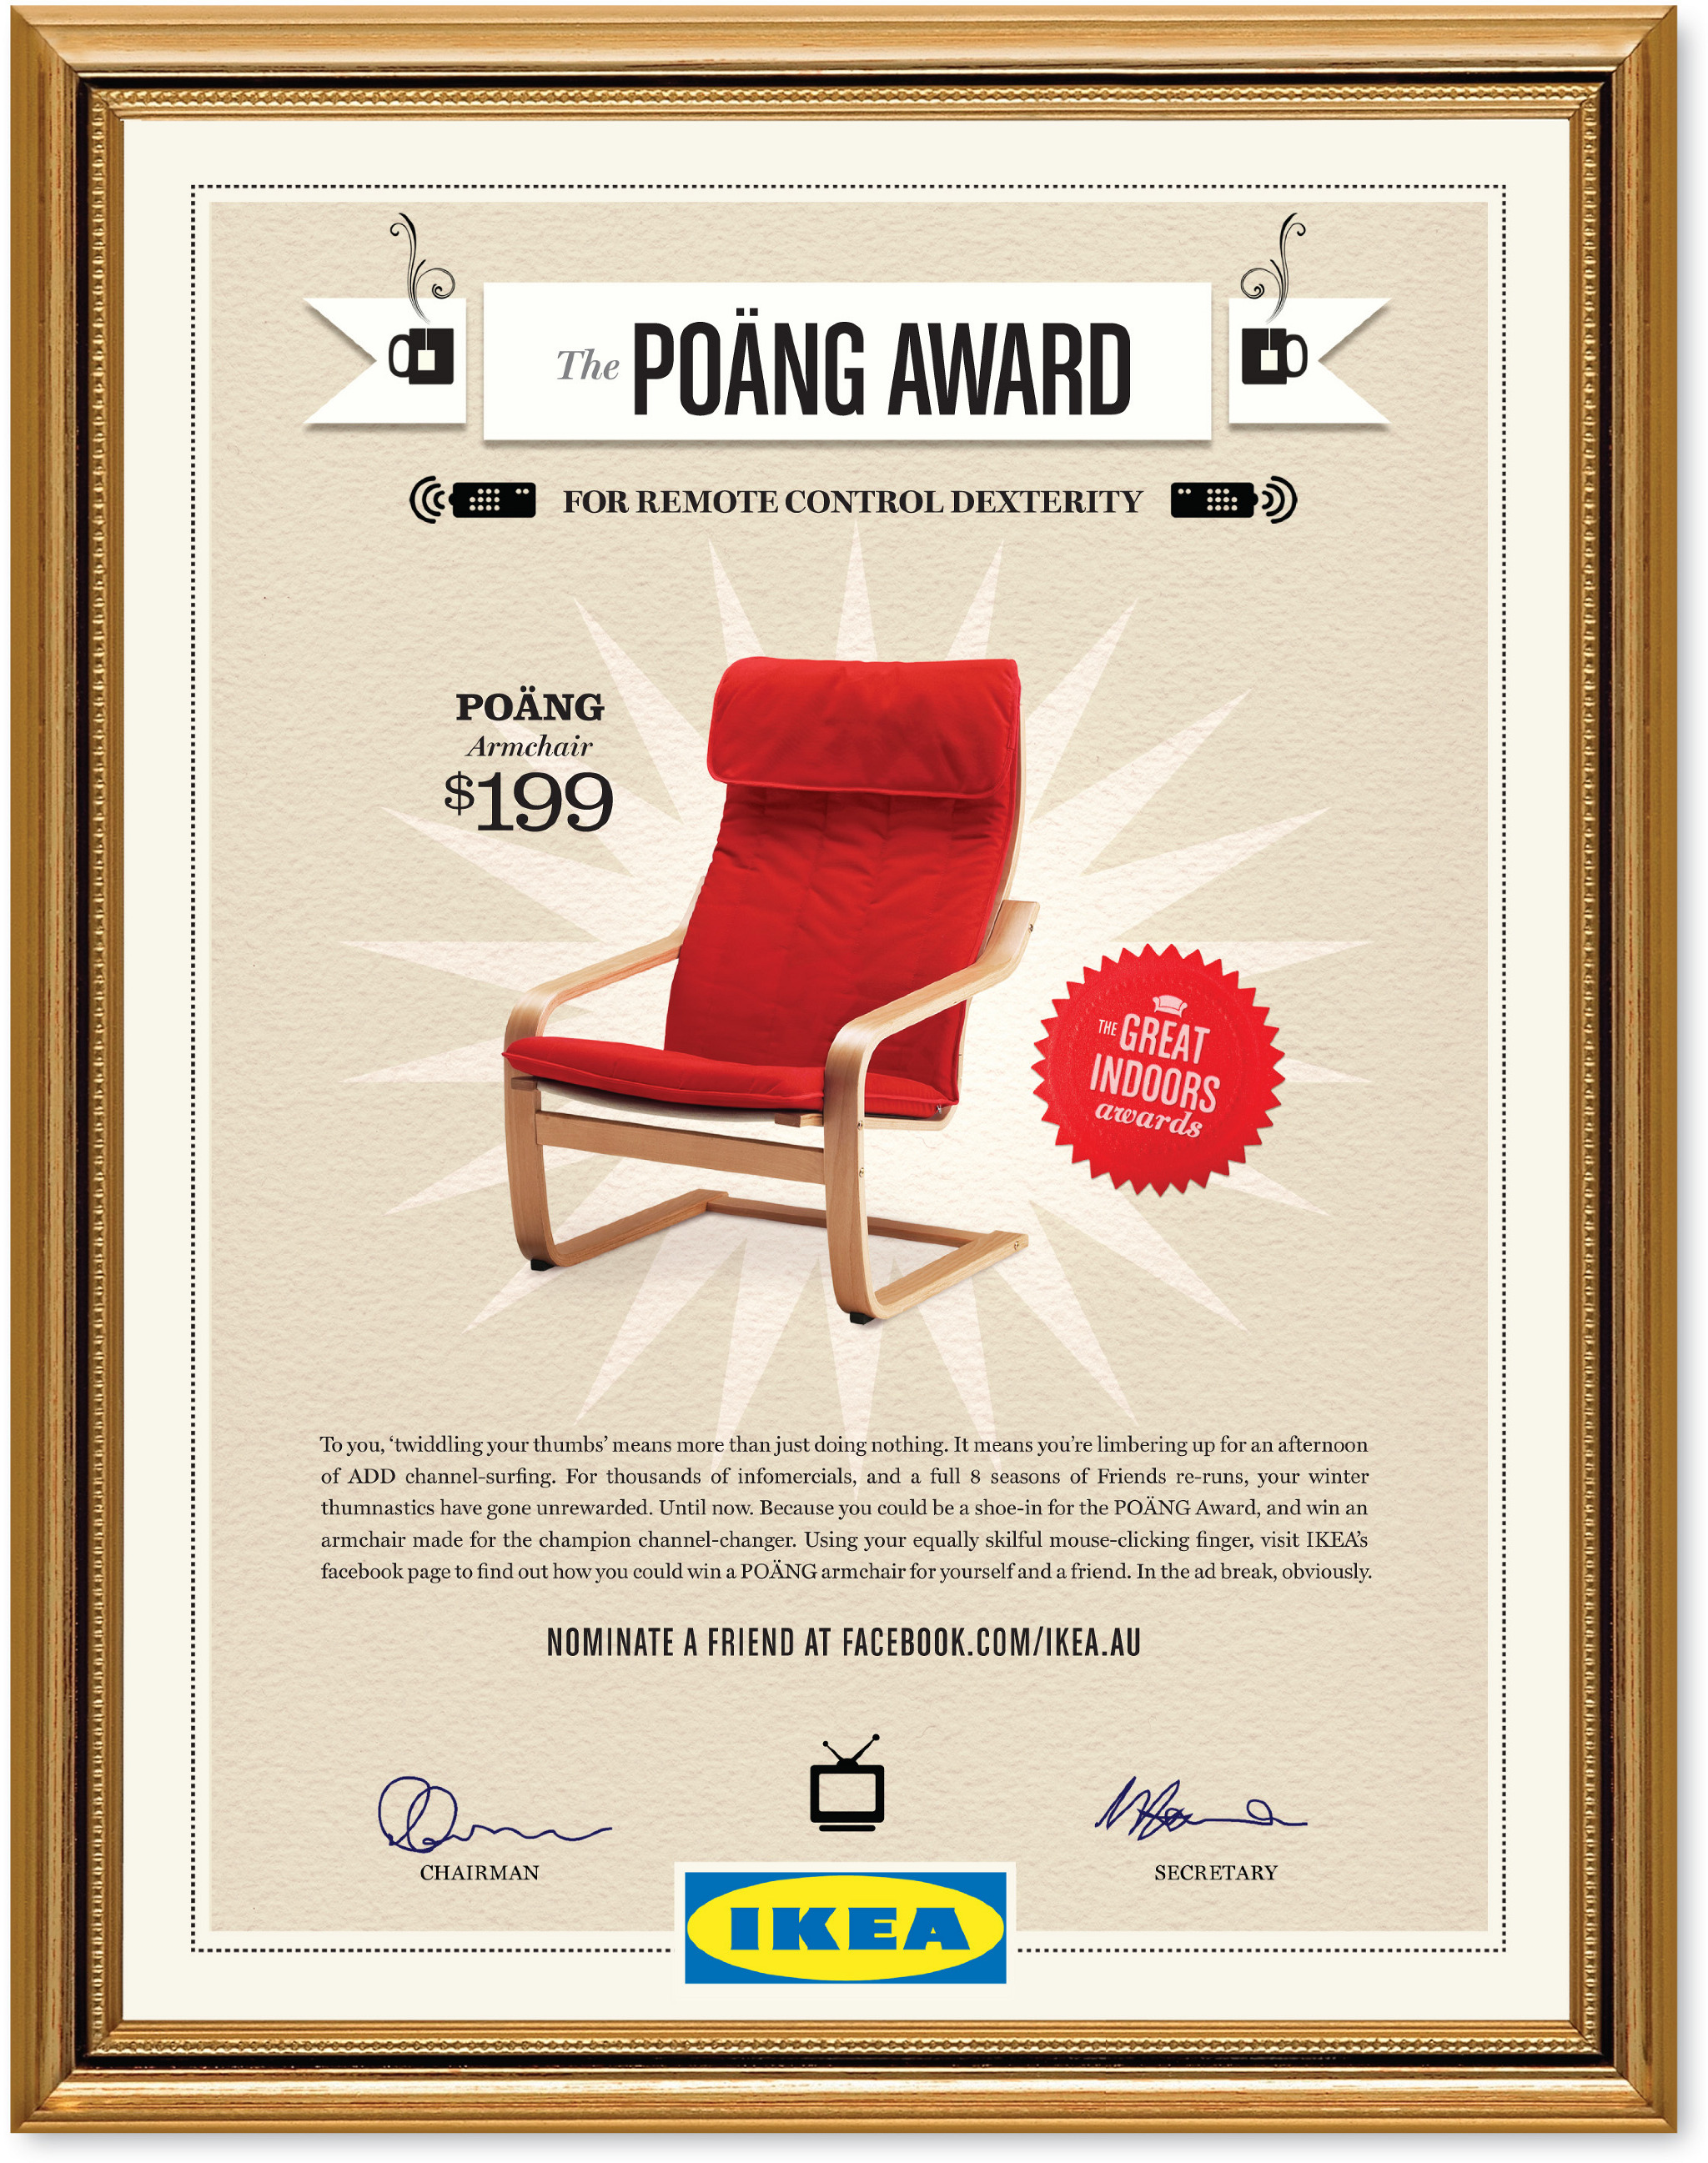 The POÄNG AWARD
FOR REMOTE CONTROL DEXTERITY
POÄNG
Armchair
$199
THE GREAT
INDOORS
awards
To you, ‘twiddling your thumbs’ means more than just doing nothing. It means you’re limbering up for an afternoon
of ADD channel-surfing. For thousands of infomercials, and a full 8 seasons of Friends re-runs, your winter
thumnastics have gone unrewarded. Until now. Because you could be a shoe-in for the POÄNG Award, and win an
armchair made for the champion channel-changer. Using your equally skilful mouse-clicking finger, visit IKEA’s
facebook page to find out how you could win a POÄNG armchair for yourself and a friend. In the ad break, obviously.
NOMINATE A FRIEND AT FACEBOOK.COM/IKEA.AU
CHAIRMAN
SECRETARY
IKEA